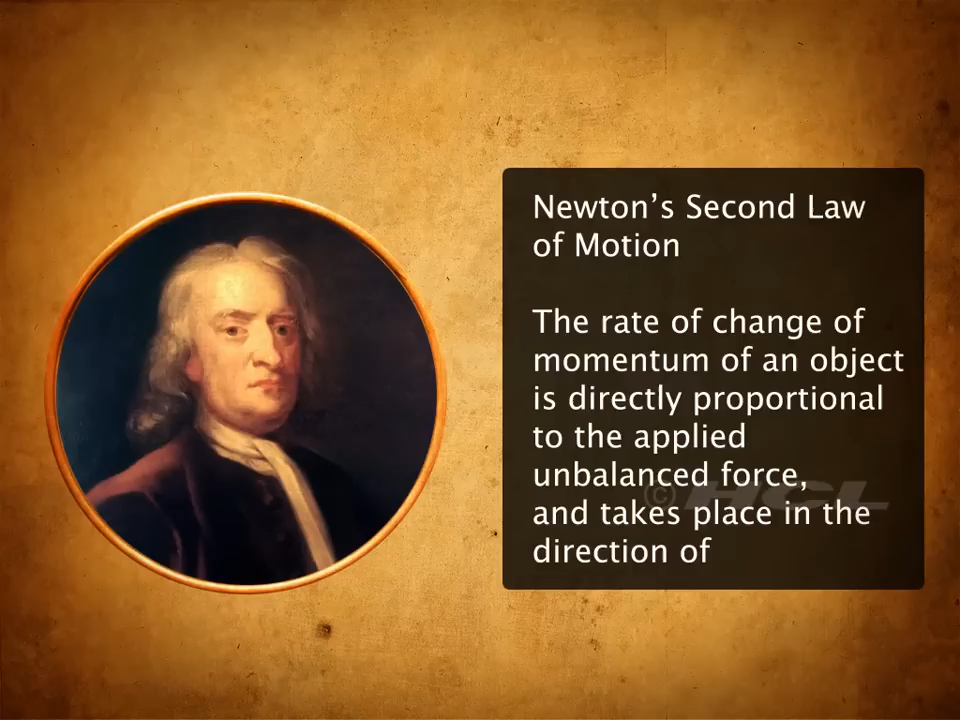 Newton’s Second Law
of Motion
The rate of change of
momentum of an object
is directly proportional
to the applied
unbalanced force,
and takes place in the
direction of
© HCL